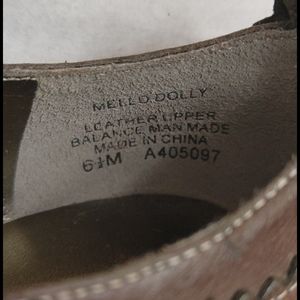 MELLO DOLLY
LEATHER UPPER
BALANCE MAN MADE
MADE IN CHINA
6½M A405097